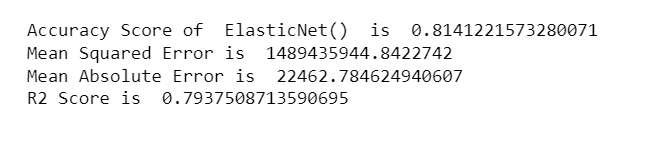 Accuracy Score of  ElasticNet()  is  0.8141221573280071
Mean Squared Error is  1489435944.8422742
Mean Absolute Error is  22462.784624940607
R2 Score is  0.7937508713590695